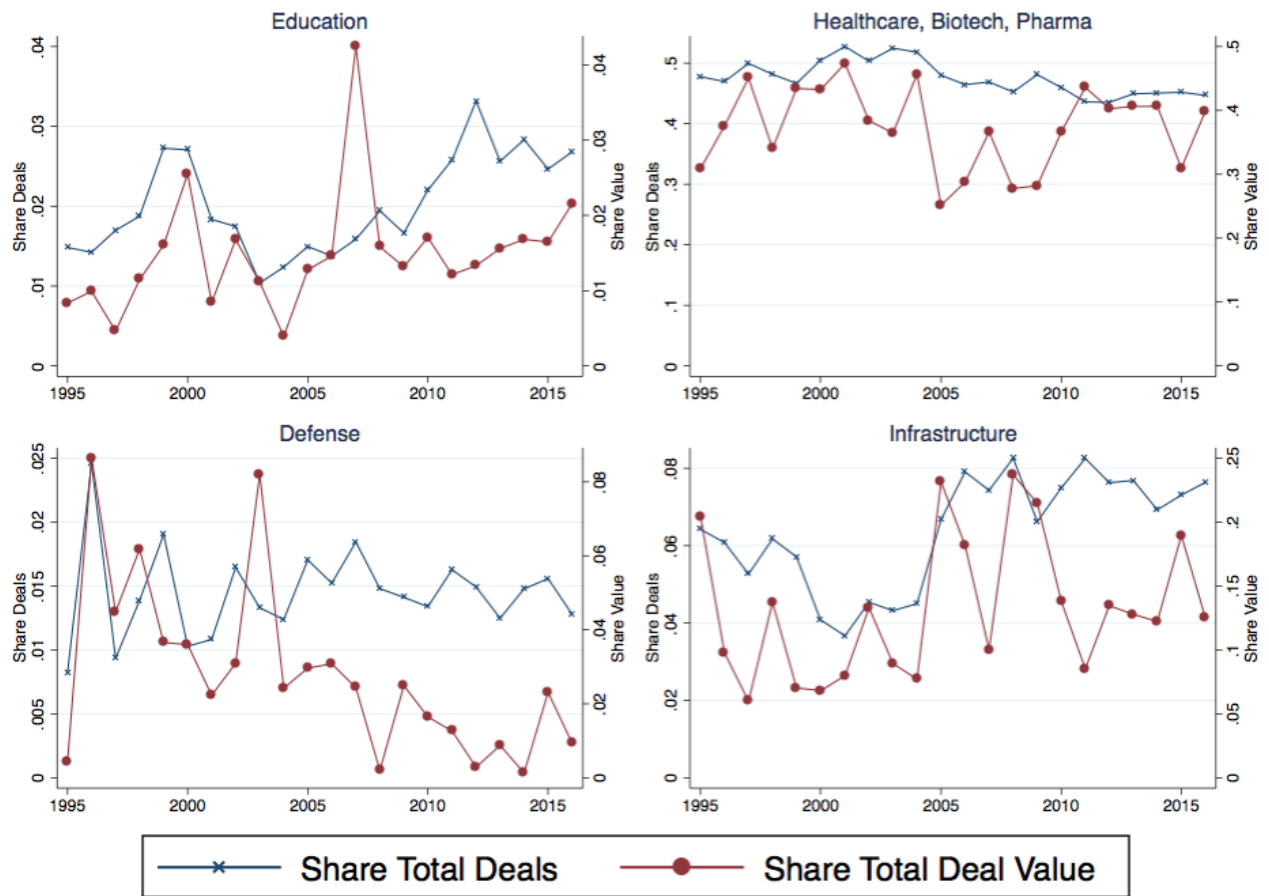 Education
Share Deals
0 .01 .02 .03 .04
Share Value
0 .01 .02 .03 .04
1995 2000 2005 2010 2015
Healthcare, Biotech, Pharma
Share Deals
0 .1 .2 .3 .4 .5
Share Value
0 .1 .2 .3 .4 .5
1995 2000 2005 2010 2015
Defense
Share Deals
0 .005 .01 .015 .02 .025
Share Value
0 .02 .04 .06 .08
1995 2000 2005 2010 2015
Infrastructure
Share Deals
0 .02 .04 .06 .08
Share Value
0 .05 .1 .15 .2 .25
1995 2000 2005 2010 2015
Share Total Deals
Share Total Deal Value